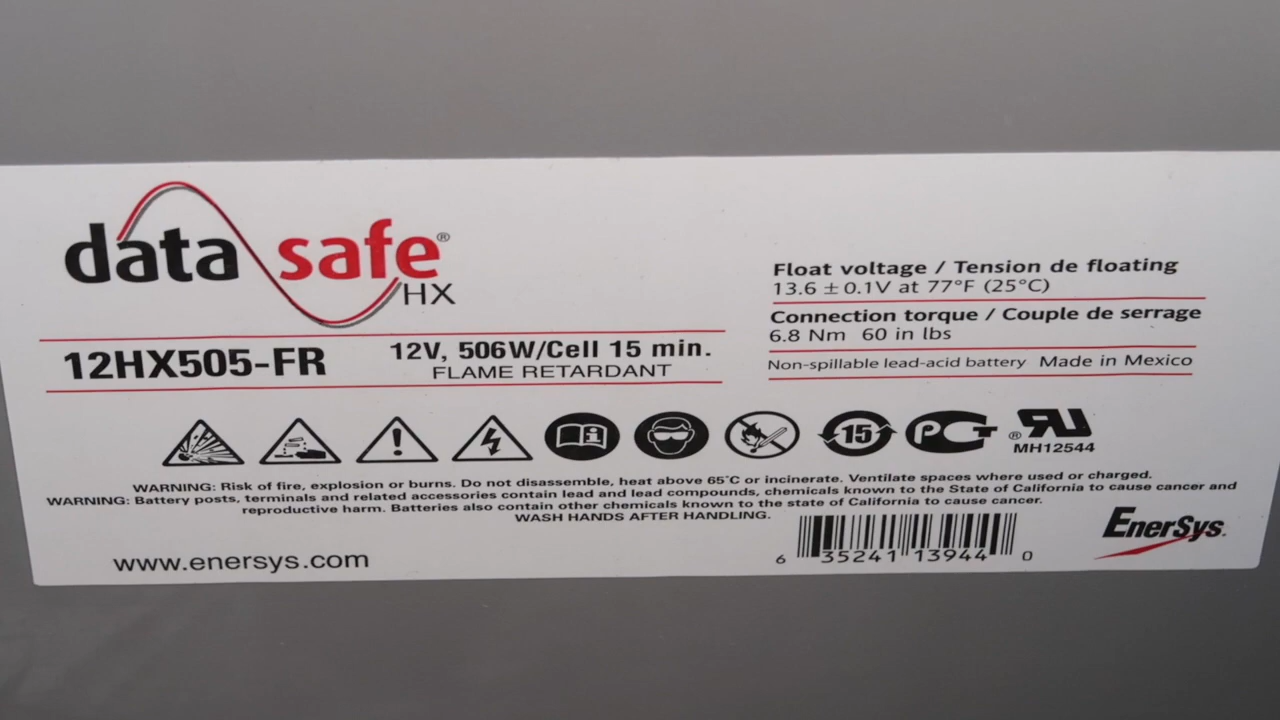 data safe®
HX
12HX505-FR
12V, 506W/Cell 15 min.
FLAME RETARDANT
Float voltage / Tension de floating
13.6 ± 0.1V at 77°F (25°C)
Connection torque / Couple de serrage
6.8 Nm 60 in lbs
Non-spillable lead-acid battery Made in Mexico
i
15
PCT
® RU
MH12544
WARNING: Risk of fire, explosion or burns. Do not disassemble, heat above 65°C or incinerate. Ventilate spaces where used or charged.
WARNING: Battery posts, terminals and related accessories contain lead and lead compounds, chemicals known to the State of California to cause cancer and
reproductive harm. Batteries also contain other chemicals known to the state of California to cause cancer.
WASH HANDS AFTER HANDLING.
www.enersys.com
6 35241 13944 0
EnerSys.